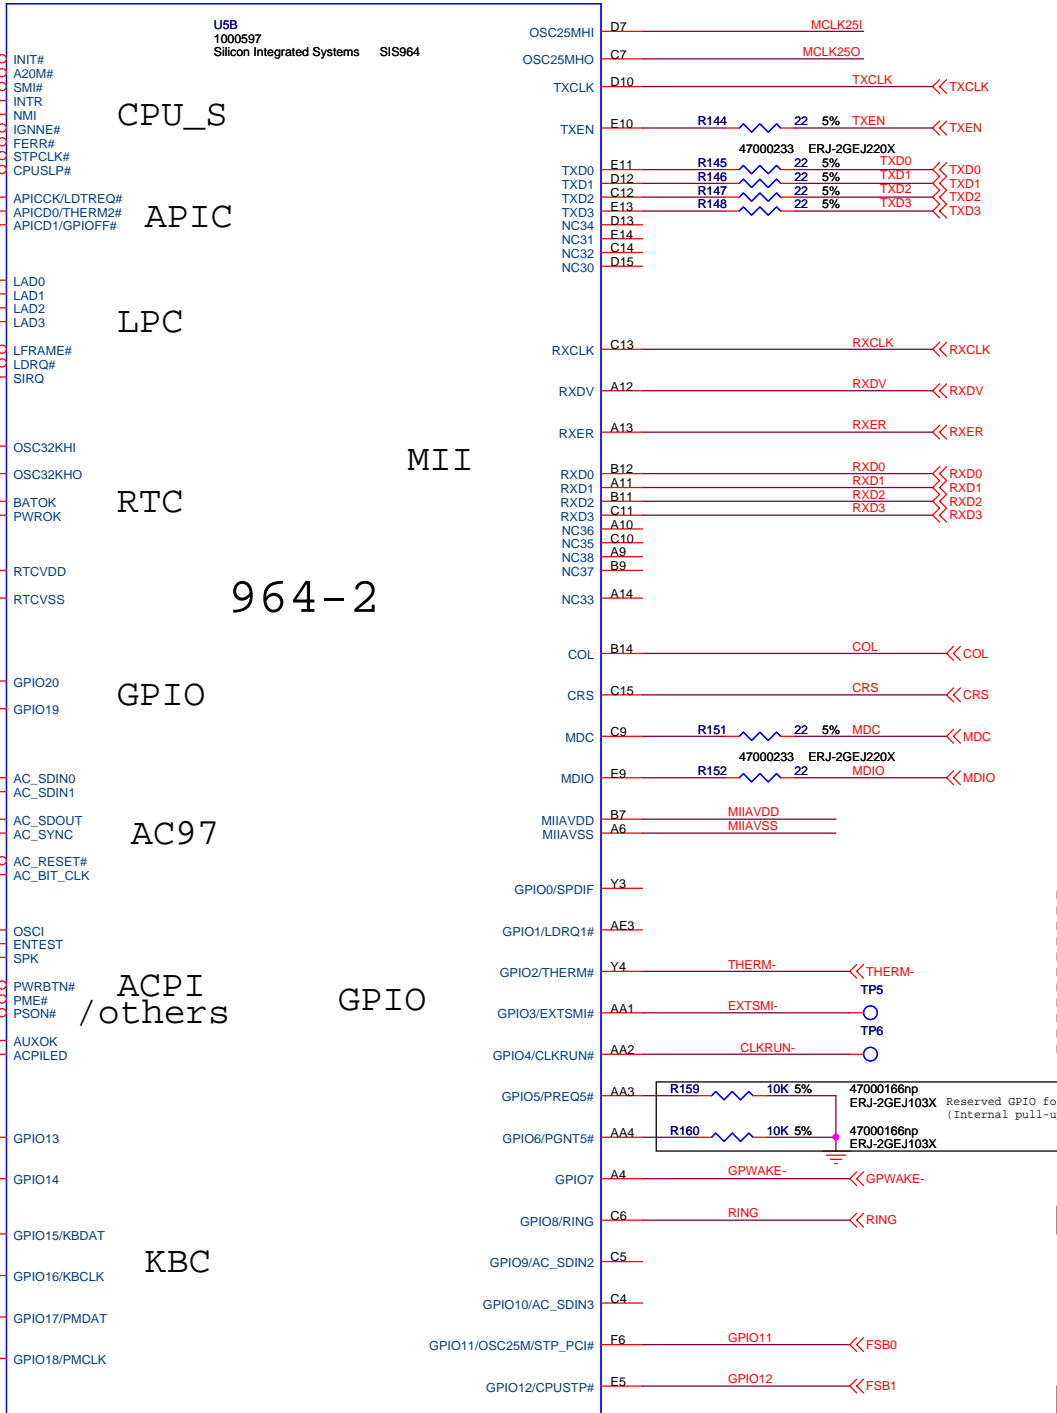 U5B
1000597
Silicon Integrated Systems SIS964
INIT#
A20M#
SMI#
INTR
NMI
IGNNE#
FERR#
STPCLK#
CPUSLP#
CPU_S
APICCK/LDTREQ#
APICD0/THERM2#
APICD1/GPIOFF#
APIC
LAD0
LAD1
LAD2
LAD3
LPC
LFRAME#
LDRQ#
SIRQ
OSC32KHI
OSC32KHO
BATOK
PWROK
RTC
RTCVDD
RTCVSS
964-2
MII
GPIO20
GPIO19
GPIO
AC_SDIN0
AC_SDIN1
AC_SDOUT
AC_SYNC
AC97
AC_RESET#
AC_BIT_CLK
OSCI
ENTEST
SPK
PWRBTN#
PME#
PSON#
ACPI
/others
GPIO
AUXOK
ACPILED
GPIO13
GPIO14
GPIO15/KBDAT
GPIO16/KBCLK
KBC
GPIO17/PMDAT
GPIO18/PMCLK
OSC25MHI D7 MCLK25I
OSC25MHO C7 MCLK25O
TXCLK D10 TXCLK TXCLK
TXEN E10 R144 22 5% TXEN TXEN
47000233 ERJ-2GEJ220X
TXD0 E11 R145 22 5% TXD0 TXD0
TXD1 D12 R146 22 5% TXD1 TXD1
TXD2 C12 R147 22 5% TXD2 TXD2
TXD3 E13 R148 22 5% TXD3 TXD3
NC34 D13
NC31 E14
NC32 C14
NC30 D15
RXCLK C13 RXCLK RXCLK
RXDV A12 RXDV RXDV
RXER A13 RXER RXER
RXD0 B12 RXD0 RXD0
RXD1 A11 RXD1 RXD1
RXD2 B11 RXD2 RXD2
RXD3 C11 RXD3 RXD3
NC36 A10
NC35 C10
NC38 A9
NC37 B9
NC33 A14
COL B14 COL COL
CRS C15 CRS CRS
MDC C9 R151 22 5% MDC MDC
47000233 ERJ-2GEJ220X
MDIO E9 R152 22 MDIO MDIO
MIIAVDD B7 MIIAVDD
MIIAVSS A6 MIIAVSS
GPIO0/SPDIF Y3
GPIO1/LDRQ1# AE3
GPIO2/THERM# Y4 THERM- THERM-
TP5
GPIO3/EXTSMI# AA1 EXTSMI-
TP6
GPIO4/CLKRUN# AA2 CLKRUN-
GPIO5/PREQ5# AA3 R159 10K 5% 47000166np
ERJ-2GEJ103X Reserved GPIO fo
(Internal pull-u
GPIO6/PGNT5# AA4 R160 10K 5% 47000166np
ERJ-2GEJ103X
GPIO7 A4 GPWAKE- GPWAKE-
GPIO8/RING C6 RING RING
GPIO9/AC_SDIN2 C5
GPIO10/AC_SDIN3 C4
GPIO11/OSC25M/STP_PCI# F6 GPIO11 FSB0
GPIO12/CPUSTP# E5 GPIO12 FSB1